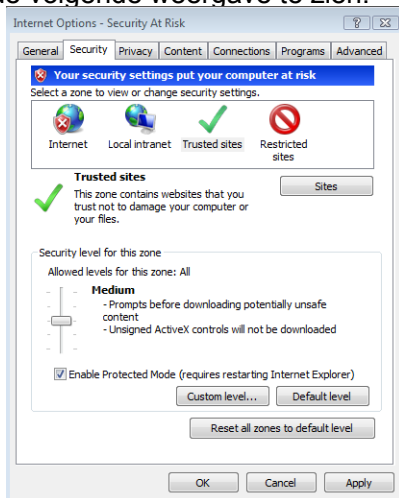 de volgende weergave te zien:
Internet Options - Security At Risk
General Security Privacy Content Connections Programs Advanced
Your security settings put your computer at risk
Select a zone to view or change security settings.
Internet Local intranet Trusted sites Restricted sites
Trusted sites
Sites
This zone contains websites that you
trust not to damage your computer or
your files.
Security level for this zone
Allowed levels for this zone: All
Medium
- Prompts before downloading potentially unsafe
content
- Unsigned ActiveX controls will not be downloaded
Enable Protected Mode (requires restarting Internet Explorer)
Custom level... Default level
Reset all zones to default level
OK Cancel Apply